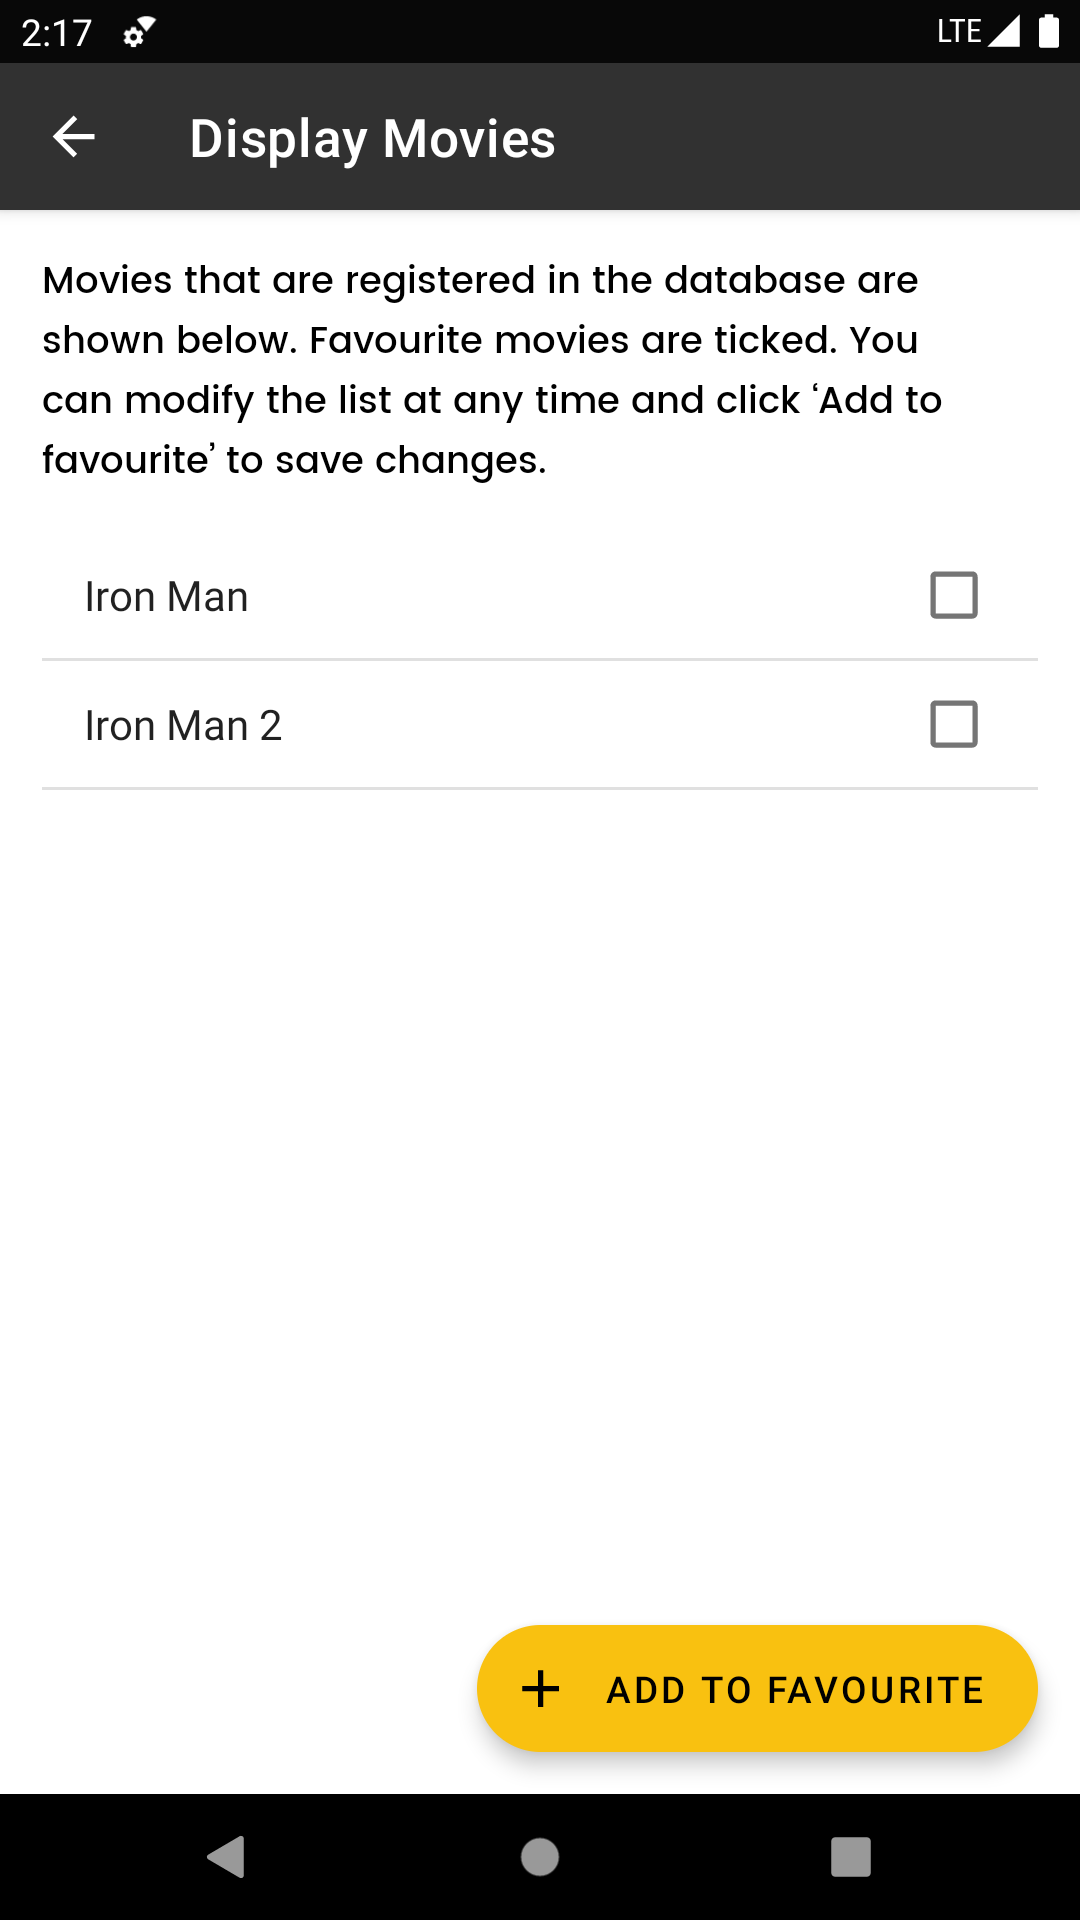 2:17
LTE
Display Movies
Movies that are registered in the database are
shown below. Favourite movies are ticked. You
can modify the list at any time and click ‘Add to
favourite’ to save changes.
Iron Man
Iron Man 2
ADD TO FAVOURITE